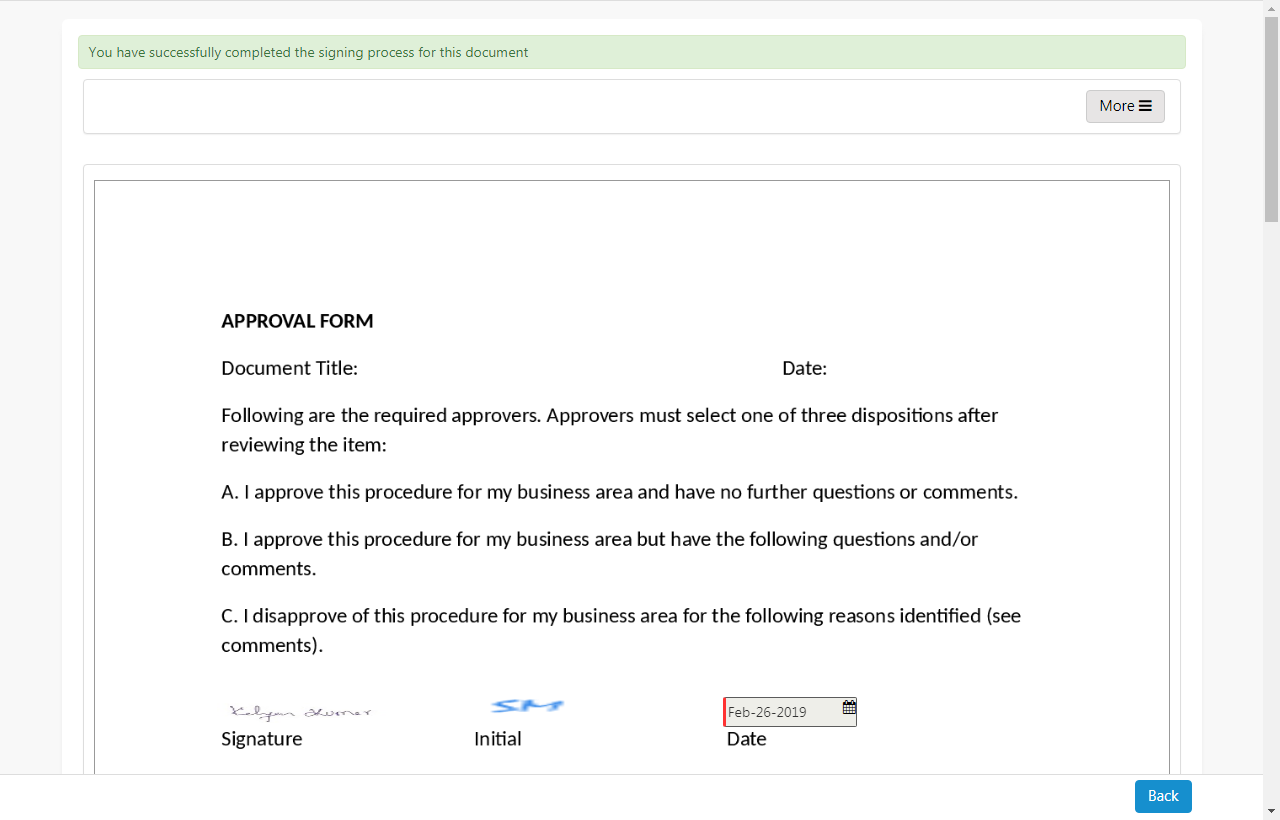 You have successfully completed the signing process for this document
More
APPROVAL FORM
Document Title: Date:
Following are the required approvers. Approvers must select one of three dispositions after
reviewing the item:
A. I approve this procedure for my business area and have no further questions or comments.
B. I approve this procedure for my business area but have the following questions and/or
comments.
C. I disapprove of this procedure for my business area for the following reasons identified (see
comments).
Kalyan Kumar SM Feb-26-2019
Signature Initial Date
Back